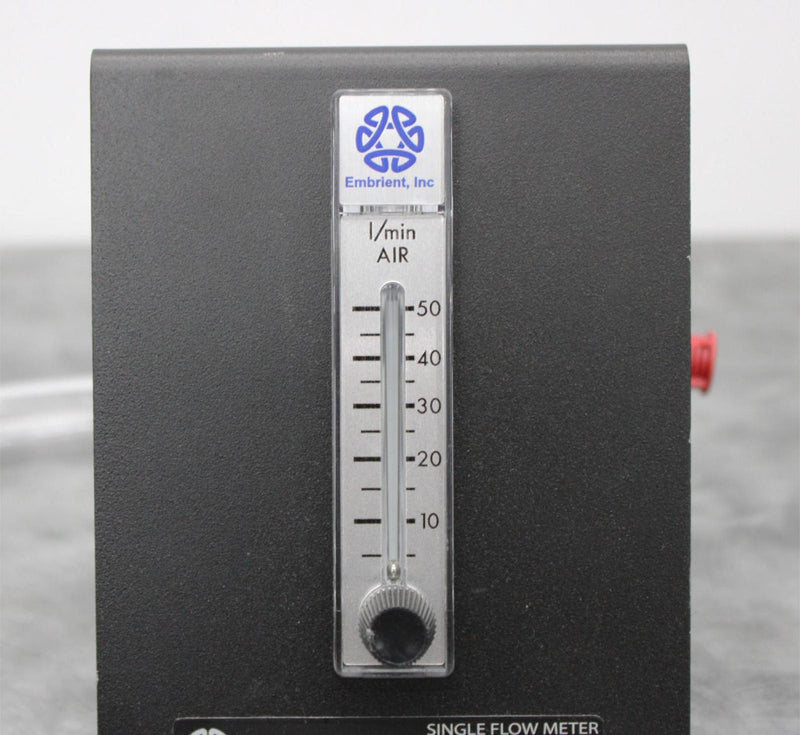 Embrient, Inc
l/min
AIR
50
40
30
20
10
SINGLE FLOW METER